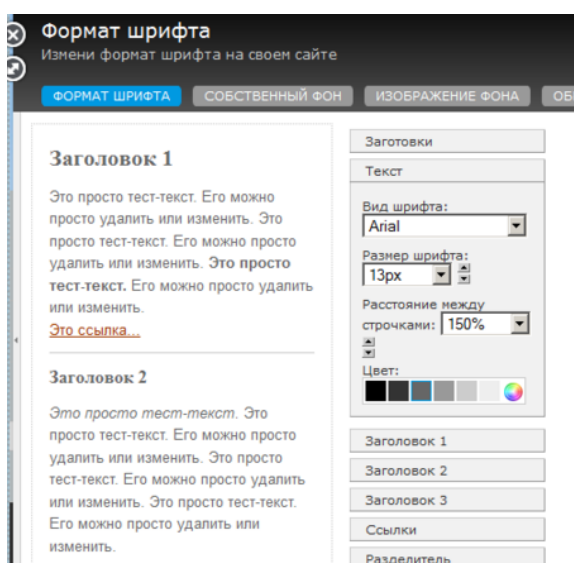 Формат шрифта
Измени формат шрифта на своем сайте
ФОРМАТ ШРИФТА СОБСТВЕННЫЙ ФОН ИЗОБРАЖЕНИЕ ФОНА
Заголовок 1
Это просто тест-текст. Его можно
просто удалить или изменить. Это
просто тест-текст. Его можно просто
удалить или изменить. Это просто
тест-текст. Его можно просто удалить
или изменить.
Это ссылка...
Заголовок 2
Это просто тест-текст. Это
просто тест-текст. Его можно просто
удалить или изменить. Это просто
тест-текст. Его можно просто удалить
или изменить. Это просто тест-текст.
Его можно просто удалить или
изменить.
Заготовки
Текст
Вид шрифта:
Arial
Размер шрифта:
13px
Расстояние между
строчками: 150%
Цвет:
Заголовок 1
Заголовок 2
Заголовок 3
Ссылки
Разделитель